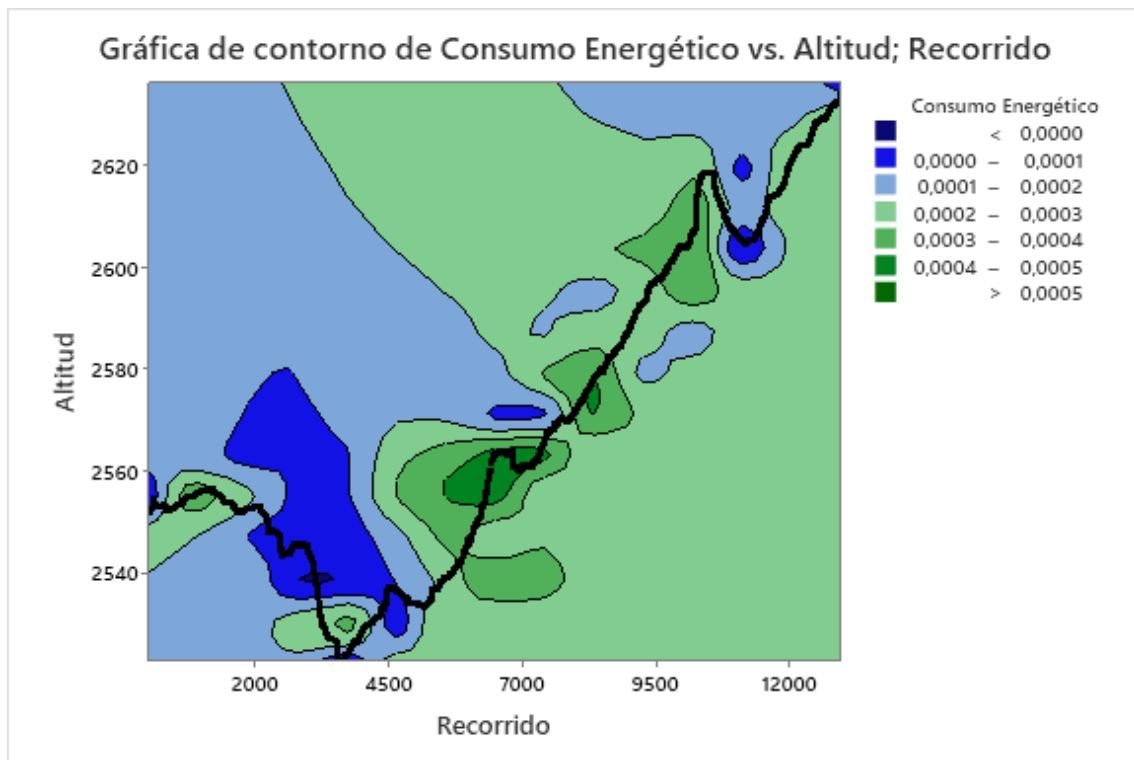 Gráfica de contorno de Consumo Energético vs. Altitud; Recorrido
Consumo Energético
< 0,0000
0,0000 – 0,0001
0,0001 – 0,0002
0,0002 – 0,0003
0,0003 – 0,0004
0,0004 – 0,0005
> 0,0005
Altitud
2620
2600
2580
2560
2540
2000 4500 7000 9500 12000
Recorrido